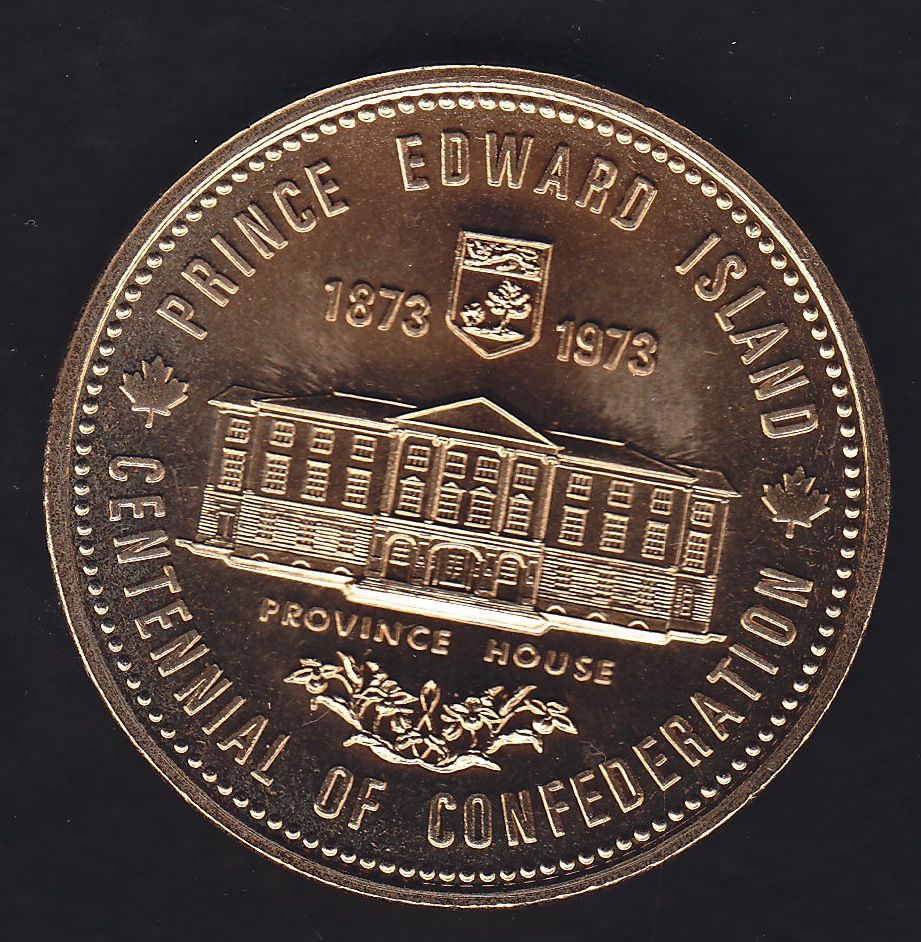 PRINCE EDWARD ISLAND
1873 1973
PROVINCE HOUSE
CENTENNIAL OF CONFEDERATION